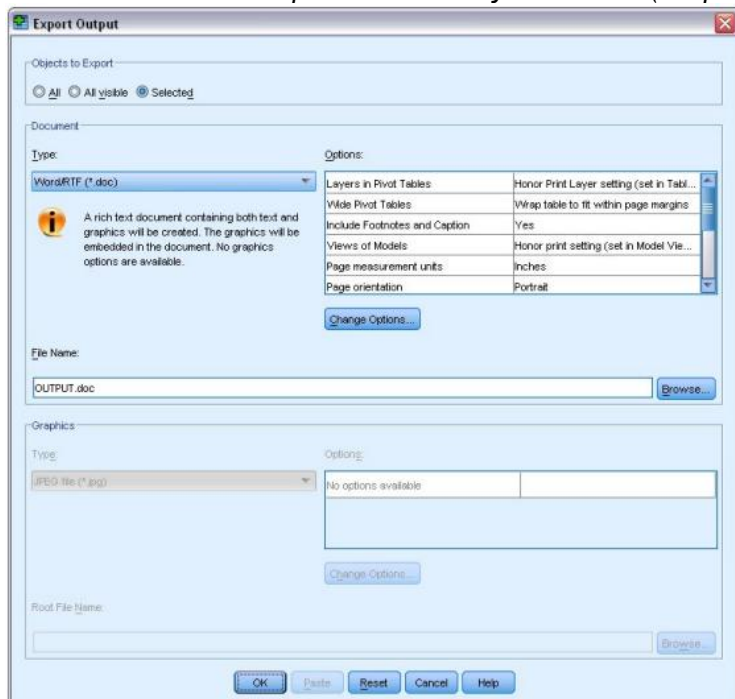 Export Output
Objects to Export
All All visible Selected
Document
Type:
Options:
Word/RTF (*.doc)
A rich text document containing both text and
graphics will be created. The graphics will be
embedded in the document. No graphics
options are available.
Layers in Pivot Tables Honor Print Layer setting (set in Tabl...
Wide Pivot Tables Wrap table to fit within page margins
Include Footnotes and Caption Yes
Views of Models Honor print setting (set in Model Vie...
Page measurement units Inches
Page orientation Portrait
Change Options...
File Name:
OUTPUT.doc Browse...
Graphics
Type:
Options:
JPEG file (*.jpg)
No options available
Change Options...
Root File Name:
Browse...
OK Paste Reset Cancel Help